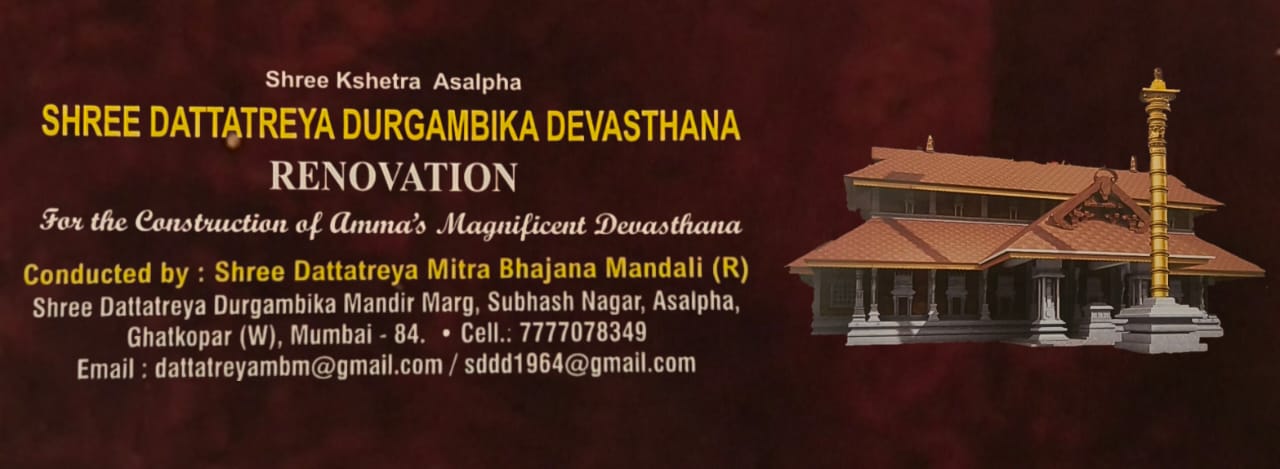 Shree Kshetra Asalpha
SHREE DATTATREYA DURGAMBIKA DEVASTHANA
RENOVATION
For the Construction of Amma's Magnificent Devasthana
Conducted by : Shree Dattatreya Mitra Bhajana Mandali (R)
Shree Dattatreya Durgambika Mandir Marg, Subhash Nagar, Asalpha,
Ghatkopar (W), Mumbai - 84. • Cell.: 7777078349
Email : dattatreyambm@gmail.com / sddd1964@gmail.com